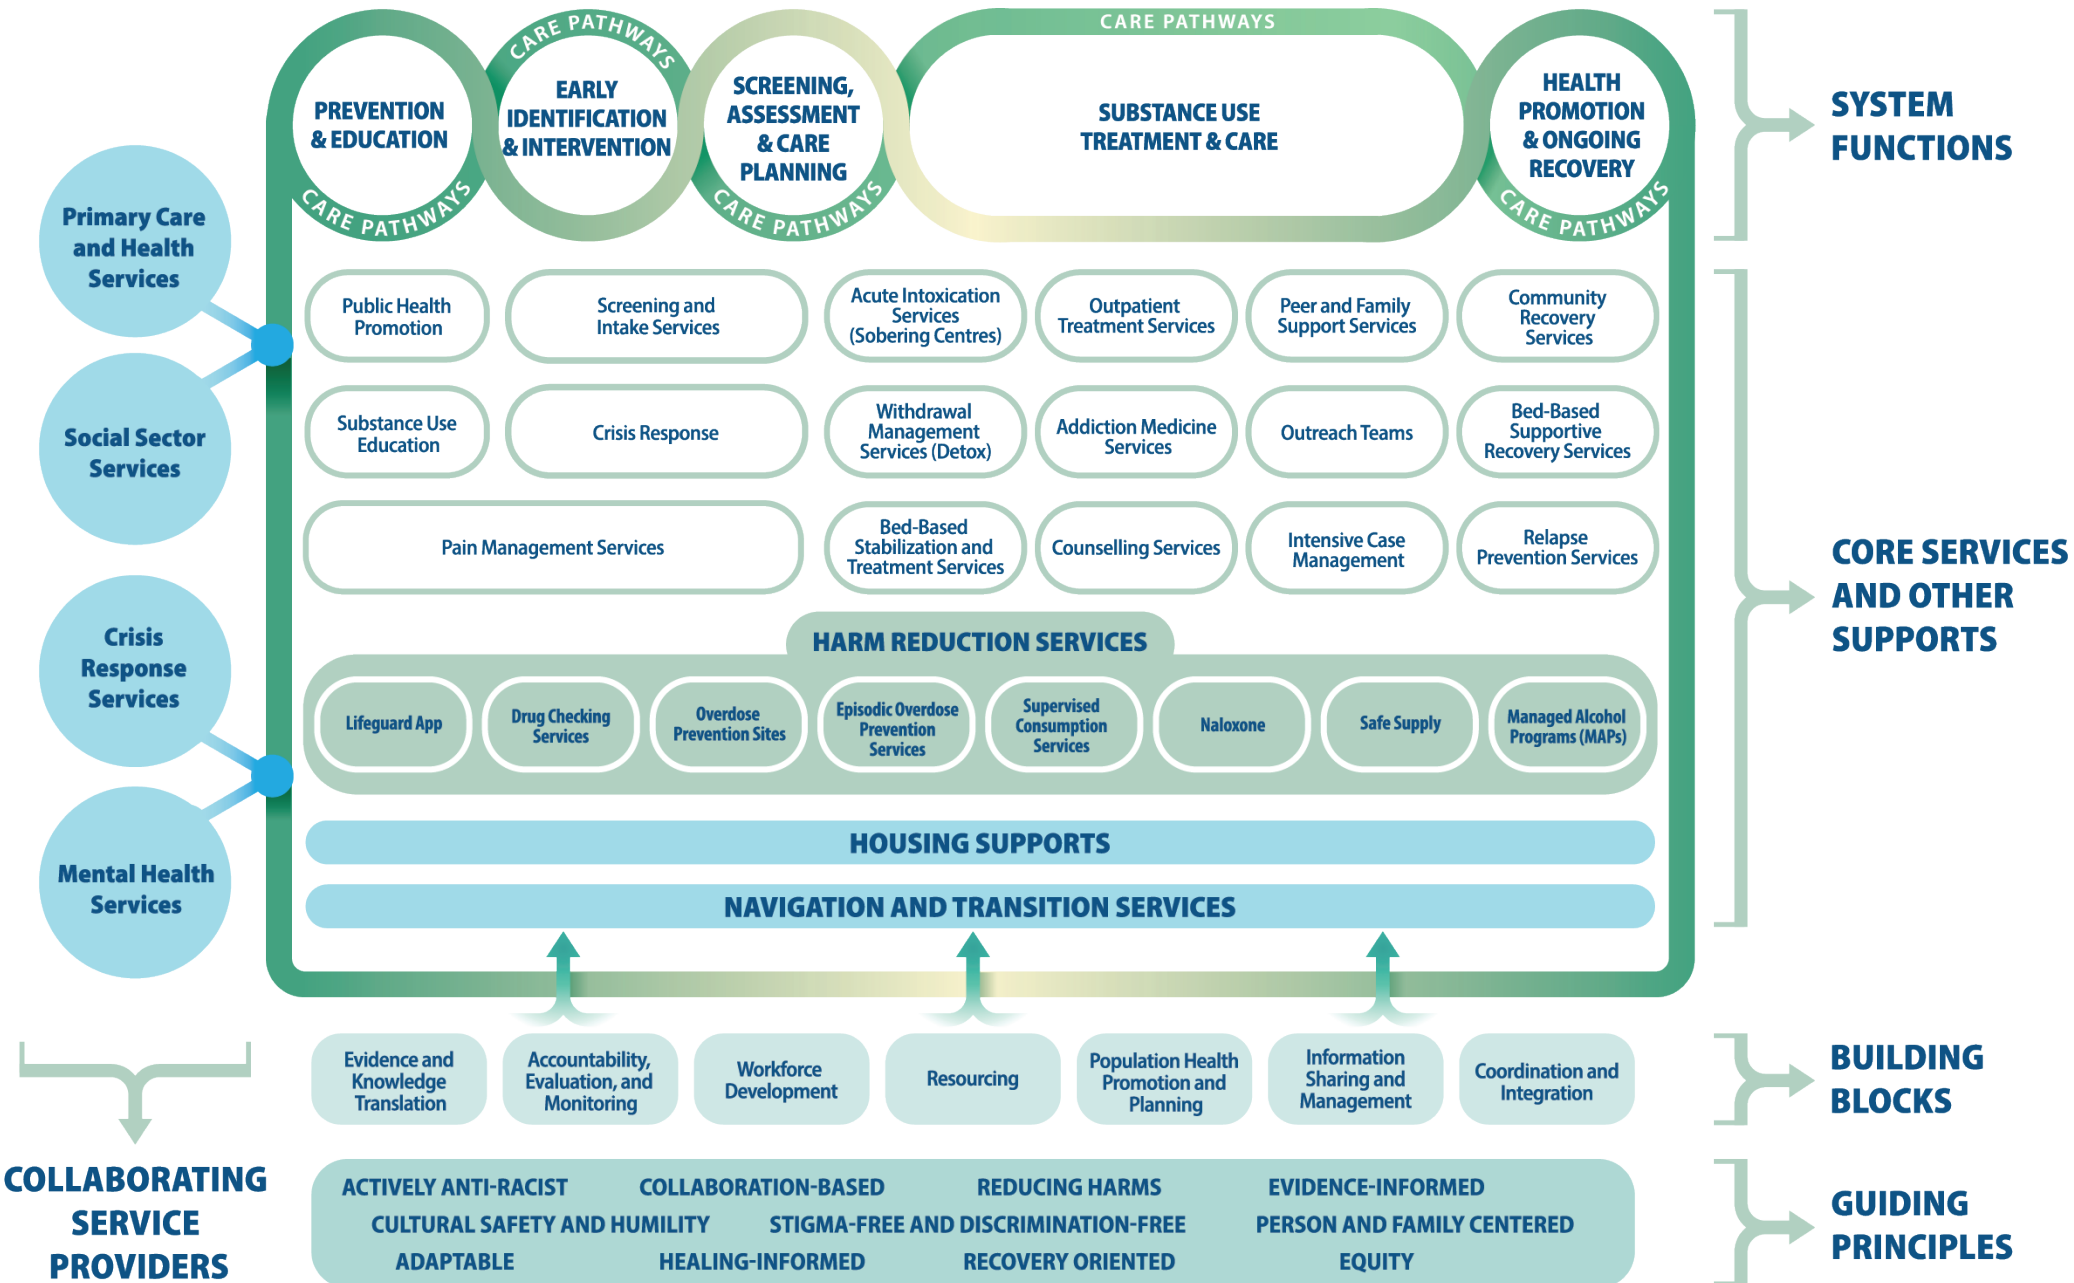 CARE PATHWAYS
CARE PATHWAYS
PREVENTION
& EDUCATION
CARE PATHWAYS
EARLY
IDENTIFICATION
& INTERVENTION
SCREENING,
ASSESSMENT
& CARE
PLANNING
CARE PATHWAYS
SUBSTANCE USE
TREATMENT & CARE
HEALTH
PROMOTION
& ONGOING
RECOVERY
CARE PATHWAYS
SYSTEM
FUNCTIONS
Primary Care
and Health
Services
Social Sector
Services
Crisis
Response
Services
Mental Health
Services
COLLABORATING
SERVICE
PROVIDERS
Public Health
Promotion
Screening and
Intake Services
Acute Intoxication
Services
(Sobering Centres)
Outpatient
Treatment Services
Peer and Family
Support Services
Community
Recovery
Services
Substance Use
Education
Crisis Response
Withdrawal
Management
Services (Detox)
Addiction Medicine
Services
Outreach Teams
Bed-Based
Supportive
Recovery Services
Pain Management Services
Bed-Based
Stabilization and
Treatment Services
Counselling Services
Intensive Case
Management
Relapse
Prevention Services
CORE SERVICES
AND OTHER
SUPPORTS
HARM REDUCTION SERVICES
Lifeguard App
Drug Checking
Services
Overdose
Prevention Sites
Episodic Overdose
Prevention
Services
Supervised
Consumption
Services
Naloxone
Safe Supply
Managed Alcohol
Programs (MAPs)
HOUSING SUPPORTS
NAVIGATION AND TRANSITION SERVICES
Evidence and
Knowledge
Translation
Accountability,
Evaluation, and
Monitoring
Workforce
Development
Resourcing
Population Health
Promotion and
Planning
Information
Sharing and
Management
Coordination and
Integration
BUILDING
BLOCKS
ACTIVELY ANTI-RACIST COLLABORATION-BASED REDUCING HARMS EVIDENCE-INFORMED
CULTURAL SAFETY AND HUMILITY STIGMA-FREE AND DISCRIMINATION-FREE PERSON AND FAMILY CENTERED
ADAPTABLE HEALING-INFORMED RECOVERY ORIENTED EQUITY
GUIDING
PRINCIPLES